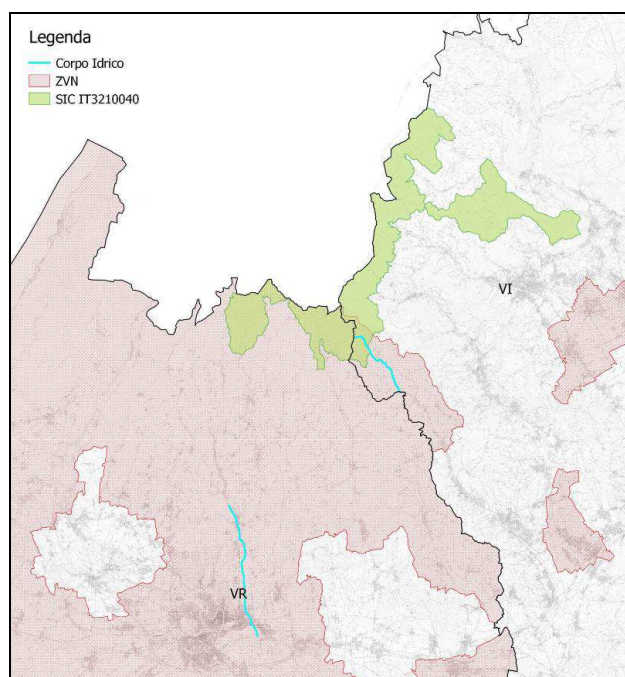 Legenda
Corpo Idrico
ZVN
SIC IT3210040
VI
VR